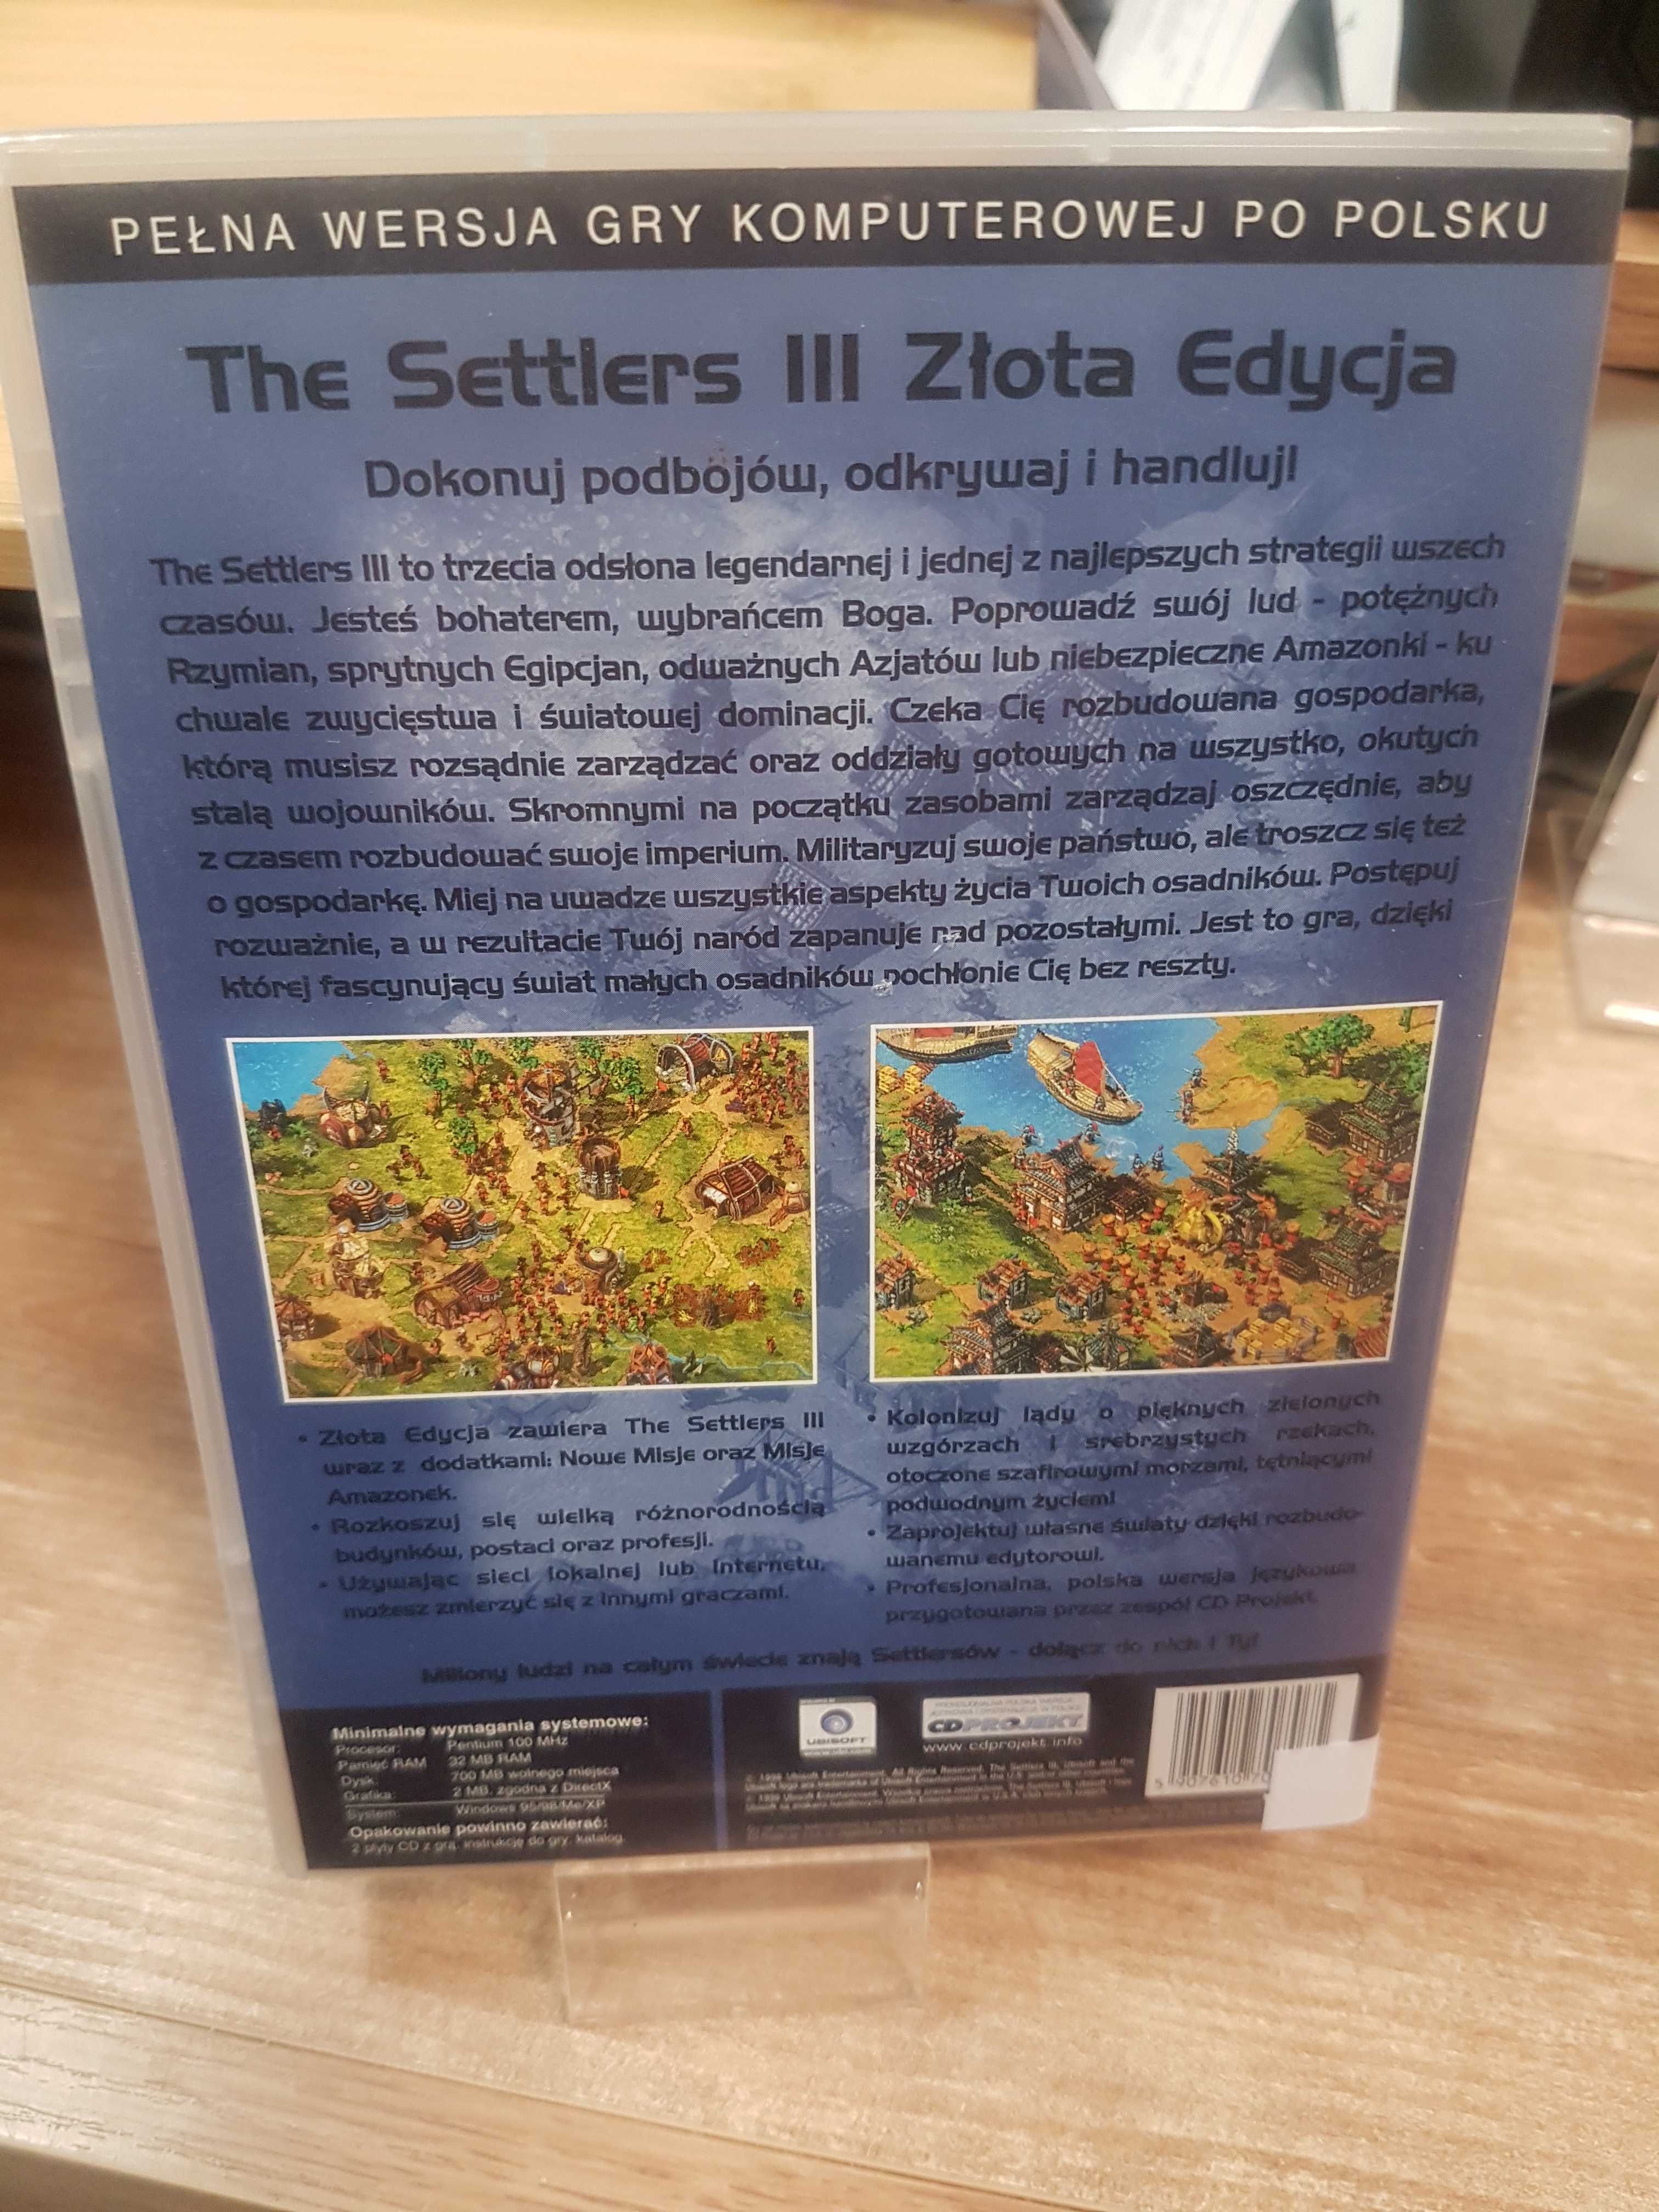 PEŁNA WERSJA GRY KOMPUTEROWEJ PO POLSKU
The Settlers III Złota Edycja
Dokonuj podbojów, odkrywaj i handluj!
The Settlers III to trzecia odsłona legendarnej i jednej z najlepszych strategii wszech
czasów. Jesteś bohaterem, wybrańcem Boga. Poprowadź swój lud - potężnych
Rzymian, sprytnych Egipcjan, odważnych Azjatów lub niebezpieczne Amazonki - ku
chwale zwycięstwa i światowej dominacji. Czeka Cię rozbudowana gospodarka,
którą musisz rozsądnie zarządzać oraz oddziały gotowych na wszystko, okutych
stalą wojowników. Skromnymi na początku zasobami zarządzaj oszczędnie, aby
z czasem rozbudować swoje imperium. Militaryzuj swoje państwo, ale troszcz się też
o gospodarkę. Miej na uwadze wszystkie aspekty życia Twoich osadników. Postępuj
rozważnie, a w rezultacie Twój naród zapanuje nad pozostałymi. Jest to gra, dzięki
której fascynujący świat małych osadników pochłonie Cię bez reszty.
• Złota Edycja zawiera The Settlers III
wraz z dodatkami: Nowe Misje oraz Misje
Amazonek.
• Rozkoszuj się wielką różnorodnością
budynków, postaci oraz profesji.
• Używając sieci lokalnej lub Internetu,
możesz zmierzyć się z innymi graczami.
• Kolonizuj lądy o pięknych zielonych
wzgórzach i srebrzystych rzekach,
otoczone szafirowymi morzami, tętniącymi
podwodnym życiem!
• Zaprojektuj własne światy dzięki rozbudo-
wanemu edytorowi.
• Profesjonalna, polska wersja językowa
przygotowana przez zespół CD Projekt.
Miliony ludzi na całym świecie znają Settlersów - dołącz do nich i Ty!
Minimalne wymagania systemowe:
Procesor: Pentium 100 MHz
Pamięć RAM 32 MB RAM
Dysk: 700 MB wolnego miejsca
Grafika: 2 MB, zgodna z DirectX
System: Windows 95/98/Me/XP
Opakowanie powinno zawierać:
2 płyty CD z grą, instrukcję do gry, katalog
UBISOFT
CD PROJEKT
www.cdprojekt.info